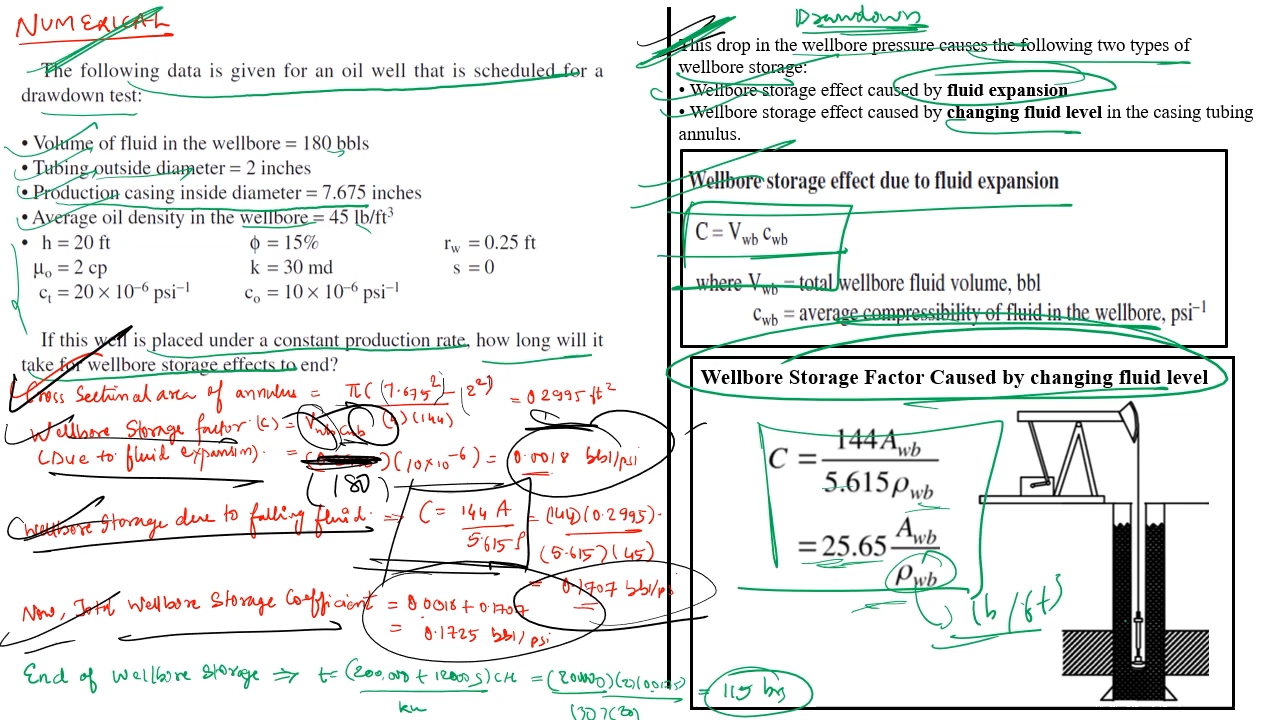 NUMERICAL
The following data is given for an oil well that is scheduled for a
drawdown test:
• Volume of fluid in the wellbore = 180 bbls
• Tubing outside diameter = 2 inches
• Production casing inside diameter = 7.675 inches
• Average oil density in the wellbore = 45 lb/ft³
• h = 20 ft ϕ = 15% r_w = 0.25 ft
μ_o = 2 cp k = 30 md s = 0
c_t = 20 × 10⁻⁶ psi⁻¹ c_o = 10 × 10⁻⁶ psi⁻¹
If this well is placed under a constant production rate, how long will it
take for wellbore storage effects to end?
Cross Sectional area of annulus = π((7.675²) - (2²)) / (4)(144) = 0.2995 ft²
Wellbore Storage factor (C) = V_wb C_wb
(Due to fluid expansion). = (180) (10×10⁻⁶) = 0.0018 bbl/psi
Wellbore Storage due to falling fluid. ⇒ C = 144 A / 5.615 ρ = (144)(0.2995). / (5.615)(45)
= 0.1707 bbl/psi
Now, Total Wellbore Storage Coefficient = 0.0018 + 0.1707
= 0.1725 bbl/psi
End of Wellbore Storage ⇒ t = (200,000 + 12000 s) Cμ / kh = / (30)(20) = 115 hrs
Drawdown
This drop in the wellbore pressure causes the following two types of
wellbore storage:
• Wellbore storage effect caused by fluid expansion
• Wellbore storage effect caused by changing fluid level in the casing tubing
annulus.
Wellbore storage effect due to fluid expansion
C = V_wb c_wb
where V_wb = total wellbore fluid volume, bbl
c_wb = average compressibility of fluid in the wellbore, psi⁻¹
Wellbore Storage Factor Caused by changing fluid level
C = 144A_wb / 5.615ρ_wb
= 25.65 A_wb / ρ_wb
lb/ft³